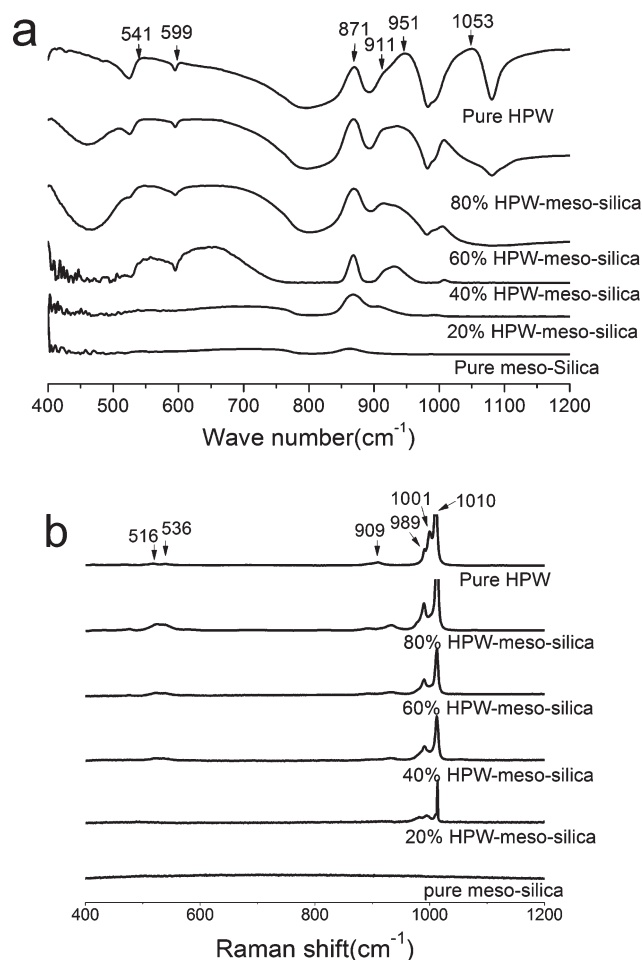 a
541 599 871 911 951 1053
Pure HPW
80% HPW-meso-silica
60% HPW-meso-silica
40% HPW-meso-silica
20% HPW-meso-silica
Pure meso-Silica
400 500 600 700 800 900 1000 1100 1200
Wave number(cm⁻¹)
b
516 536 909 989 1001 1010
Pure HPW
80% HPW-meso-silica
60% HPW-meso-silica
40% HPW-meso-silica
20% HPW-meso-silica
pure meso-silica
400 600 800 1000 1200
Raman shift(cm⁻¹)